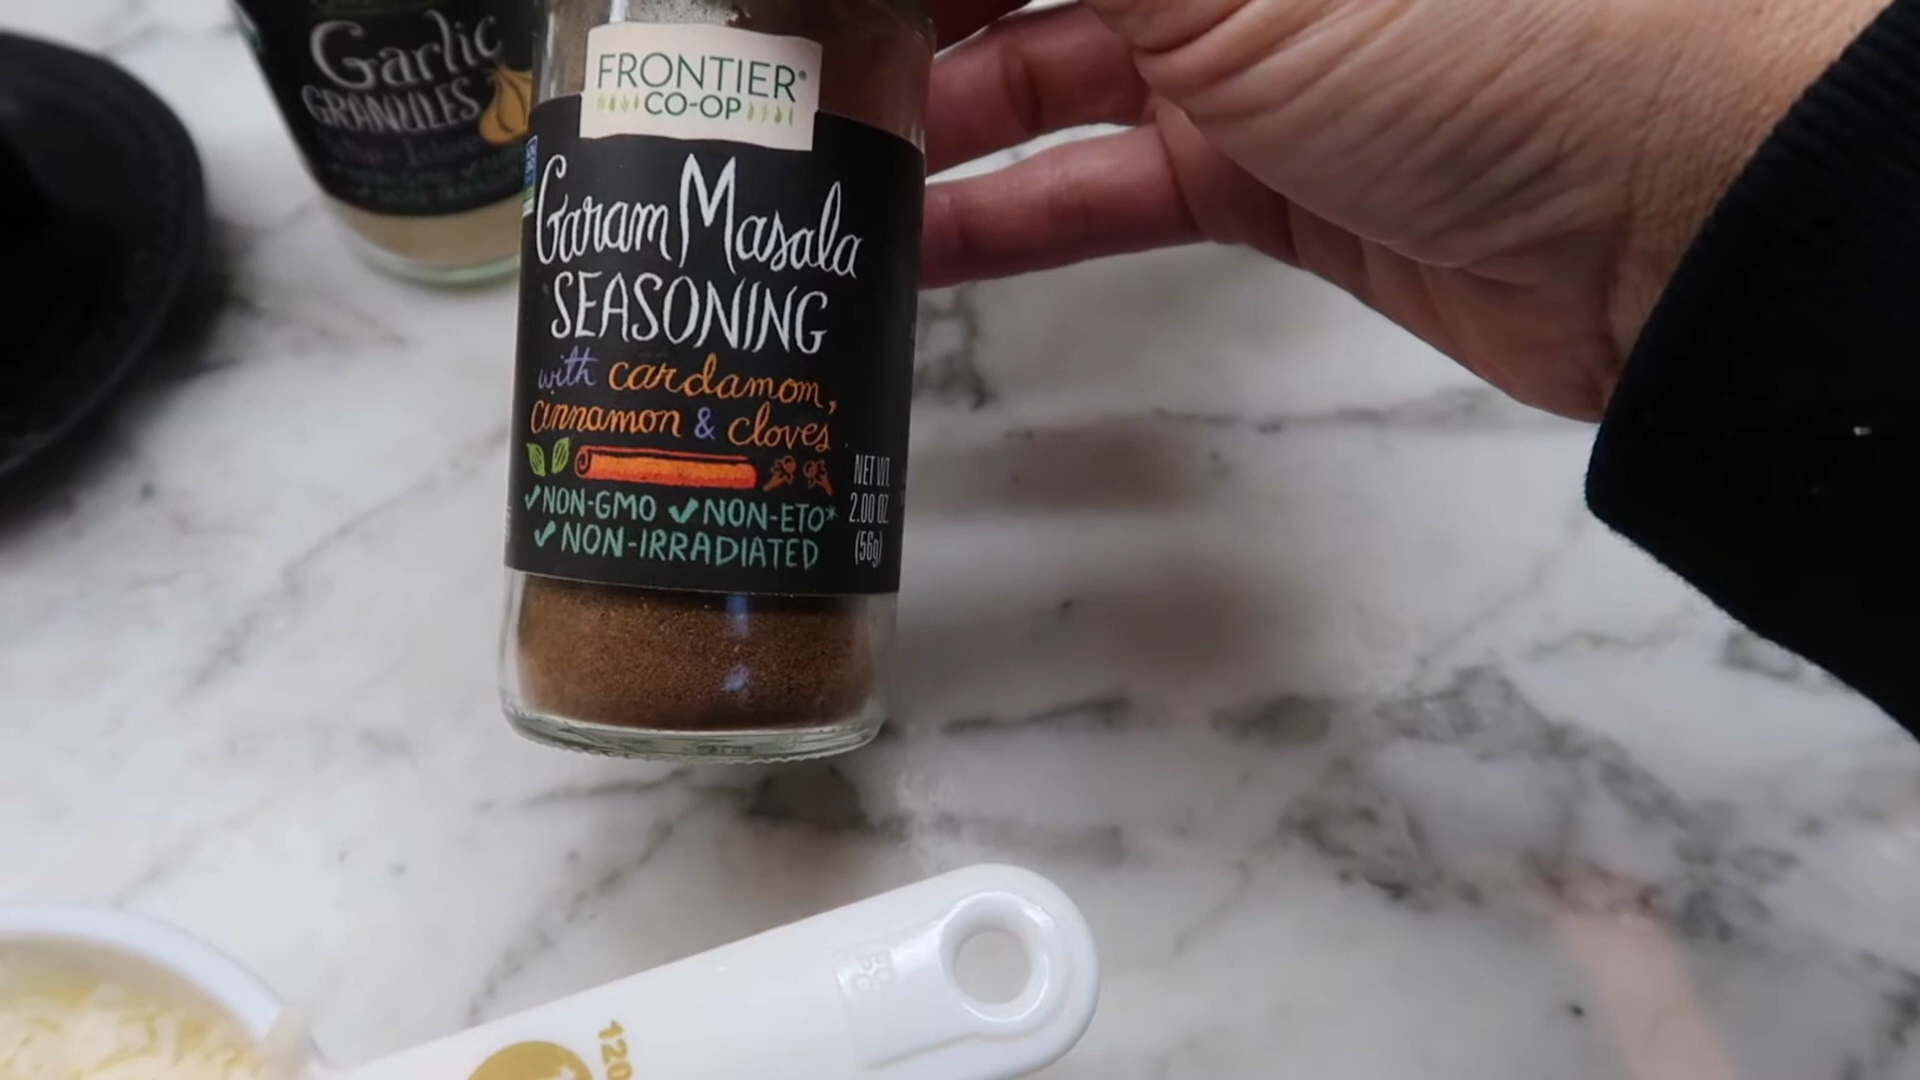 Garlic
GRANULES
FRONTIER®
CO-OP
Garam Masala
SEASONING
with cardamom,
cinnamon & cloves
✓NON-GMO ✓NON-ETO*
✓NON-IRRADIATED
NET WT.
2.00 OZ.
(56g)
120